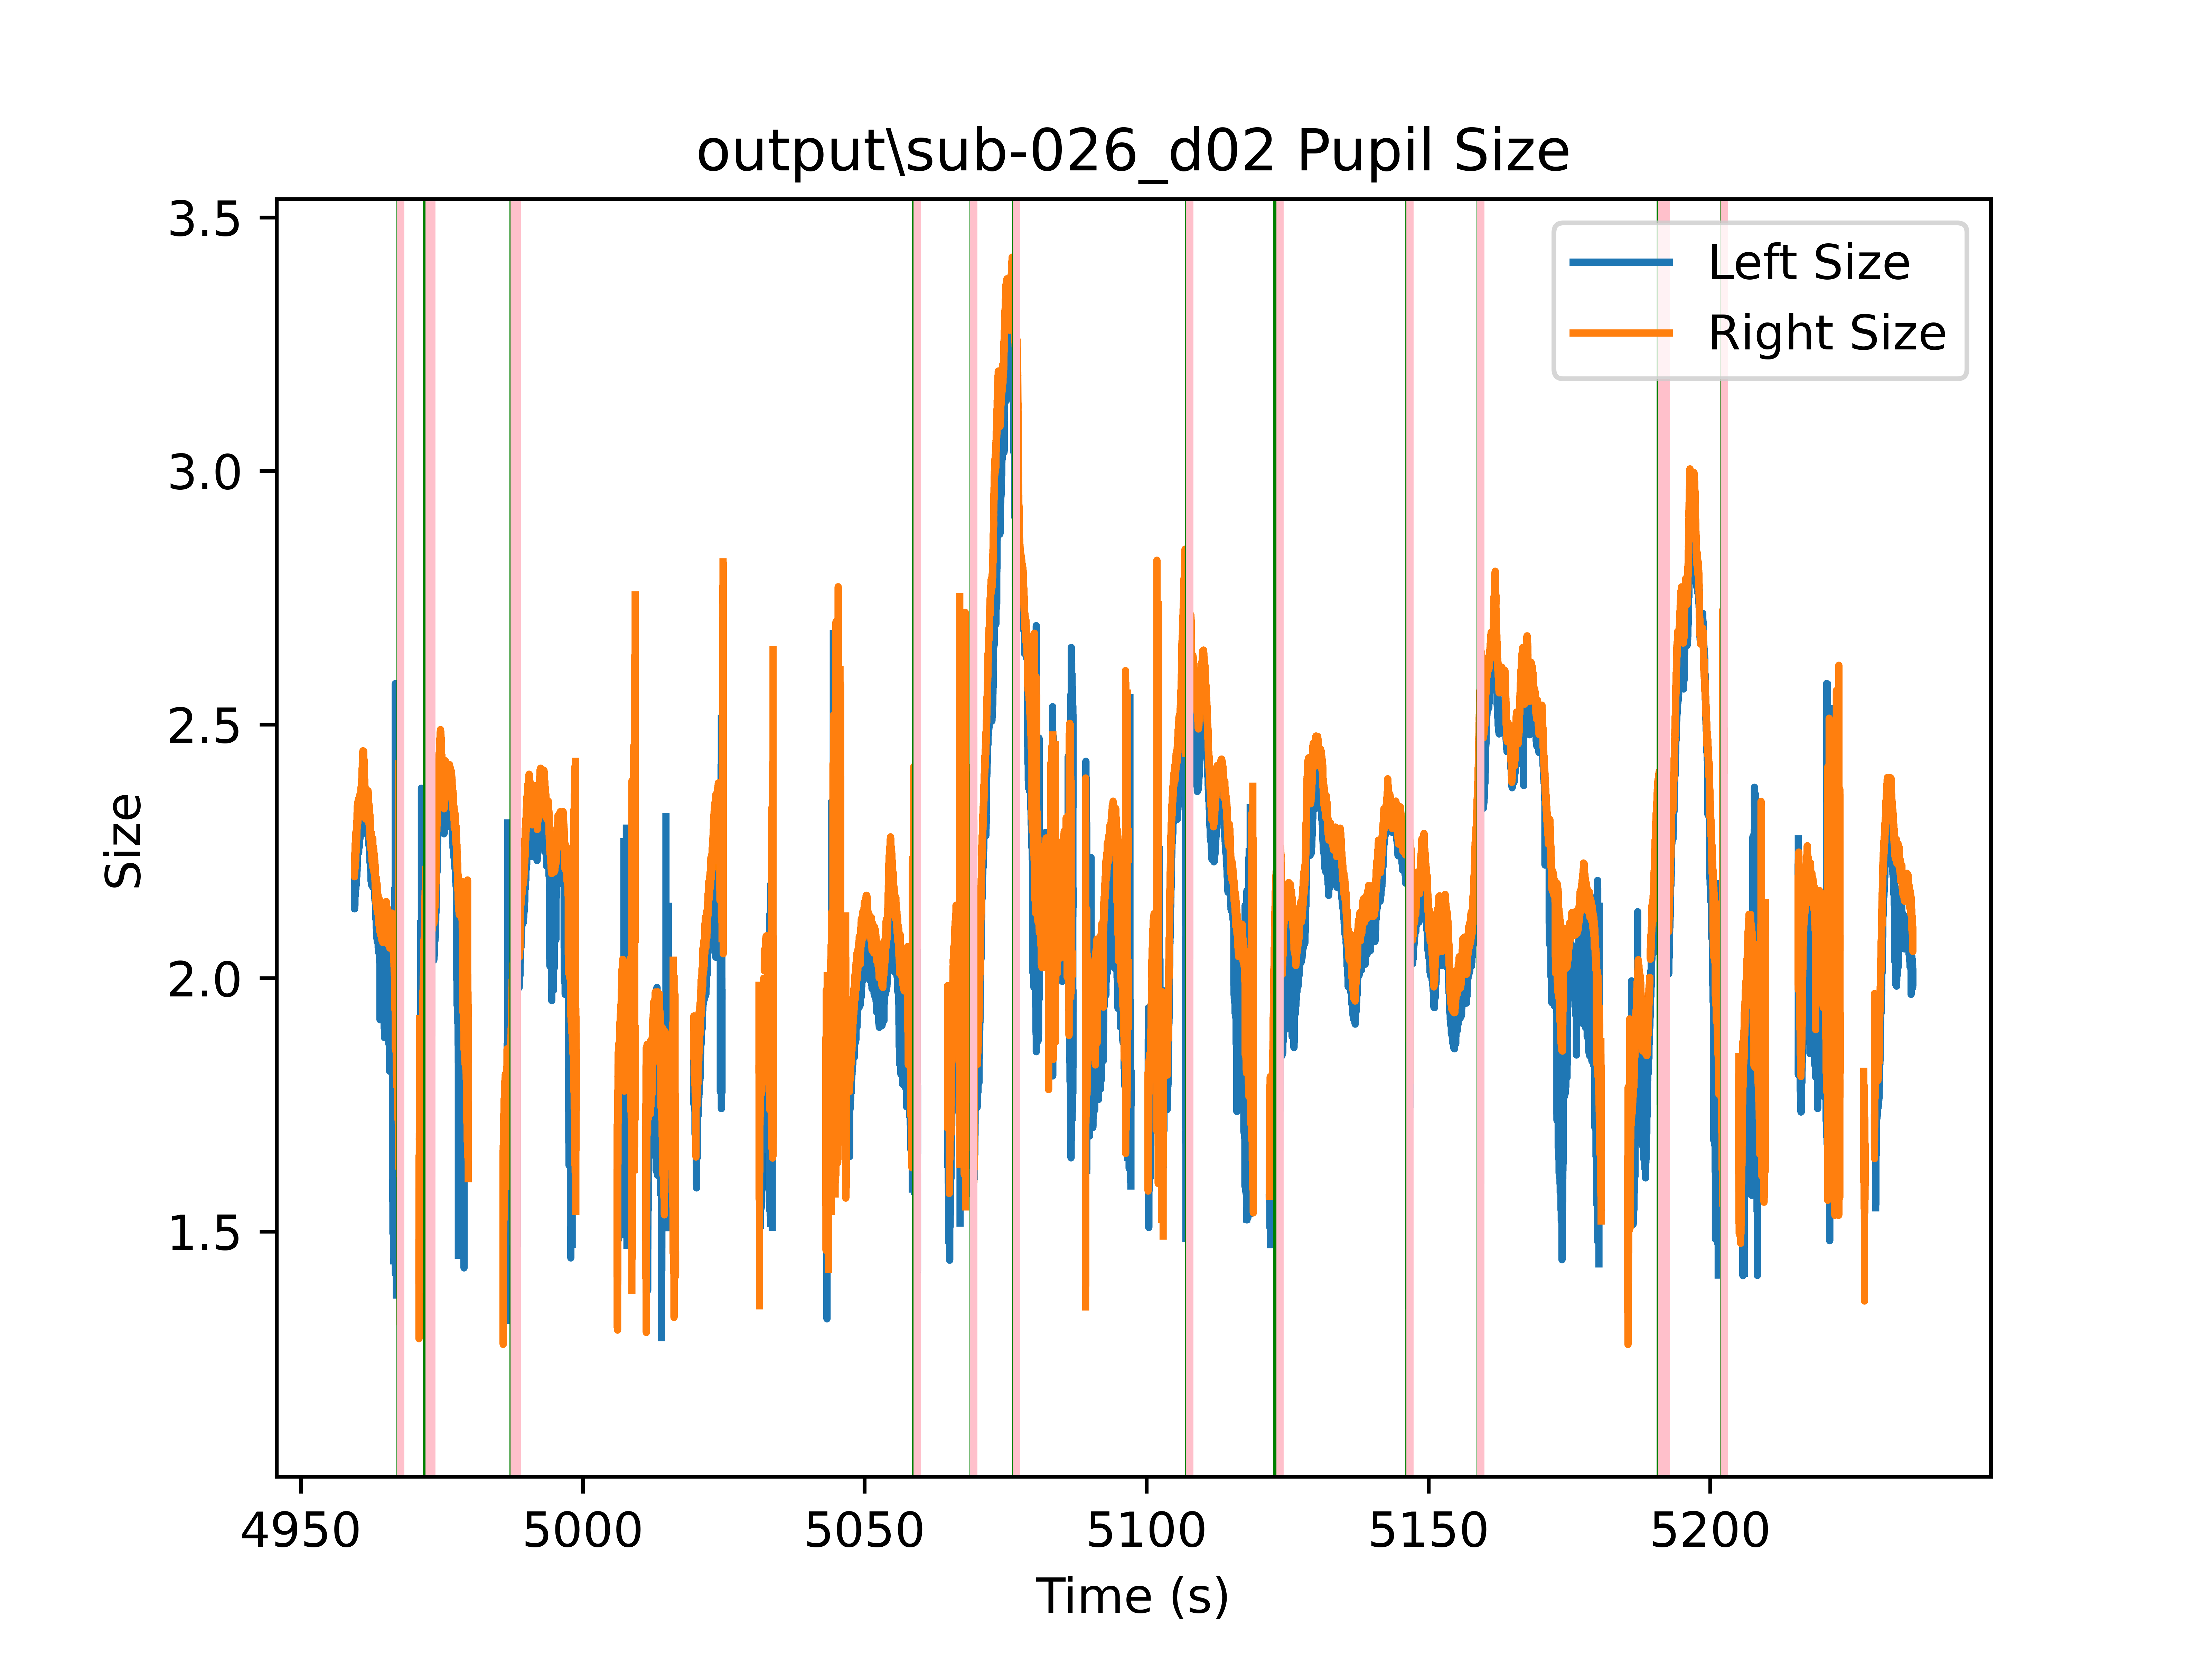 output\sub-026_d02 Pupil Size
3.5
3.0
2.5
2.0
1.5
Size
Left Size
Right Size
4950 5000 5050 5100 5150 5200
Time (s)